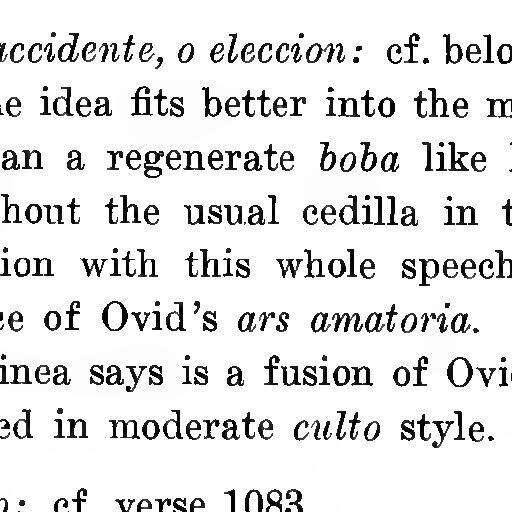 accidente, o eleccion: cf. belo
e idea fits better into the m
an a regenerate boba like
hout the usual cedilla in t
ion with this whole speech
e of Ovid's ars amatoria.
inea says is a fusion of Ovi
ed in moderate culto style.
cf. verse 1083